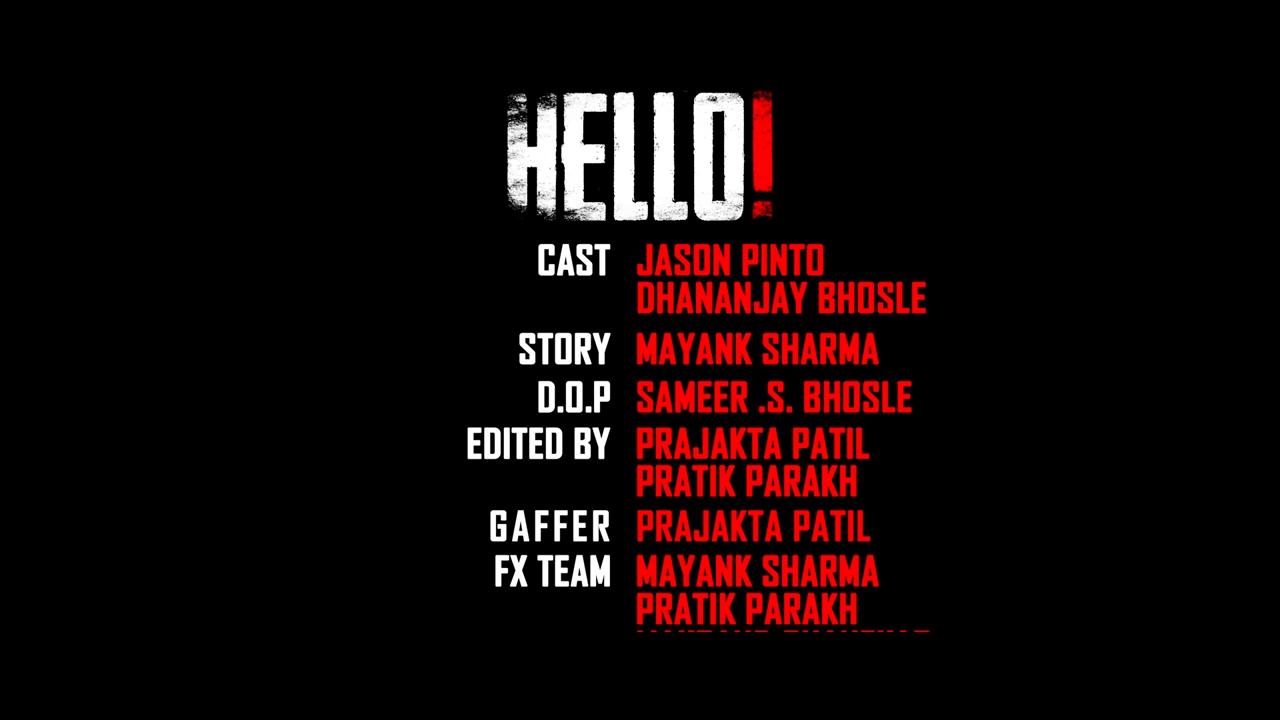 HELLO!
CAST JASON PINTO
DHANANJAY BHOSLE
STORY MAYANK SHARMA
D.O.P SAMEER .S. BHOSLE
EDITED BY PRAJAKTA PATIL
PRATIK PARAKH
GAFFER PRAJAKTA PATIL
FX TEAM MAYANK SHARMA
PRATIK PARAKH